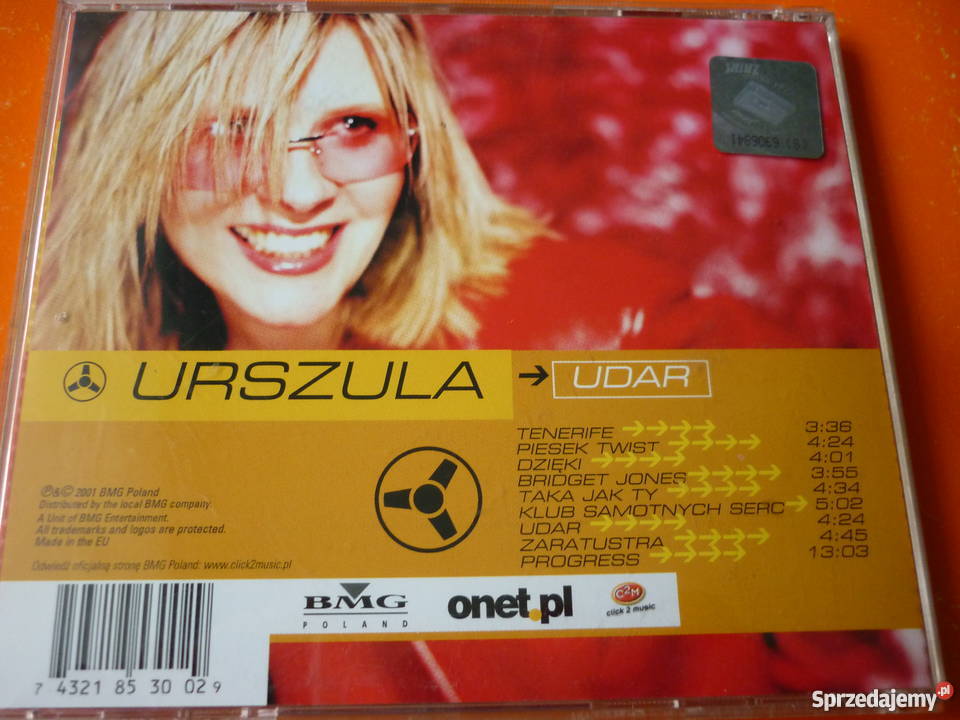 ZAiKS
(S) 6306841
URSZULA → UDAR
TENERIFE →→→→ 3:36
PIESEK TWIST →→→→ 4:24
DZIĘKI →→→→ 4:01
BRIDGET JONES →→→→ 3:55
TAKA JAK TY →→→→ 4:34
KLUB SAMOTNYCH SERC → 5:02
UDAR →→→→ 4:24
ZARATUSTRA →→→→ 4:45
PROGRESS →→→→ 13:03
℗&© 2001 BMG Poland
Distributed by the local BMG company.
A Unit of BMG Entertainment.
All trademarks and logos are protected.
Made in the EU
Odwiedź oficjalną stronę BMG Poland: www.click2music.pl
BMG
POLAND
onet.pl
C2M
click 2 music
7 4321 85 30 02 9
Sprzedajemy.pl